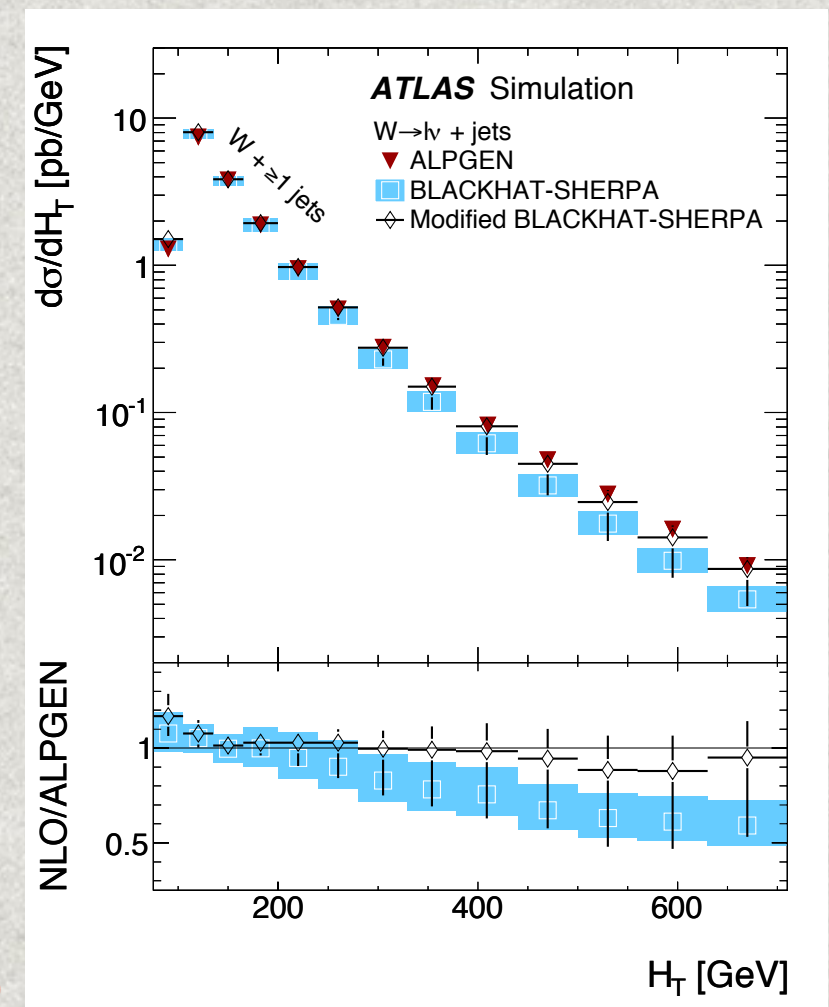 ATLAS Simulation
W→lν + jets
ALPGEN
BLACKHAT-SHERPA
Modified BLACKHAT-SHERPA
W + ≥1 jets
dσ/dH_T [pb/GeV]
10
1
10^-1
10^-2
NLO/ALPGEN
1
0.5
200 400 600
H_T [GeV]